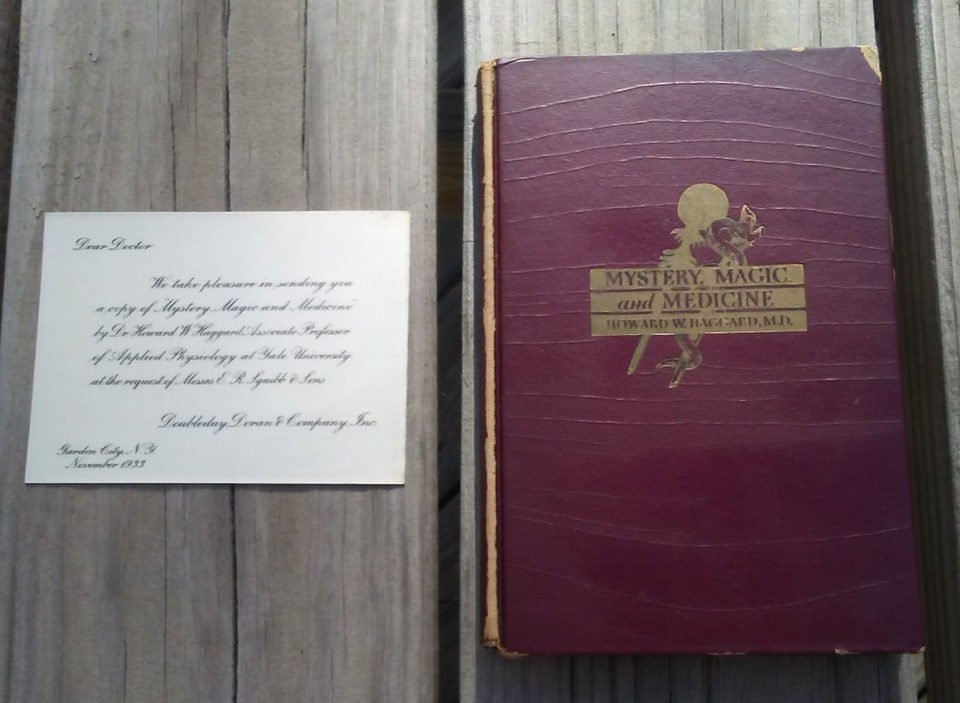 Dear Doctor
We take pleasure in sending you
a copy of "Mystery, Magic and Medicine"
by Dr. Howard W. Haggard, Associate Professor
of Applied Physiology at Yale University
at the request of Messrs E. R. Squibb & Sons
Doubleday, Doran & Company, Inc.
Garden City, N.Y.
November 1933
MYSTERY, MAGIC
and MEDICINE
HOWARD W. HAGGARD, M.D.